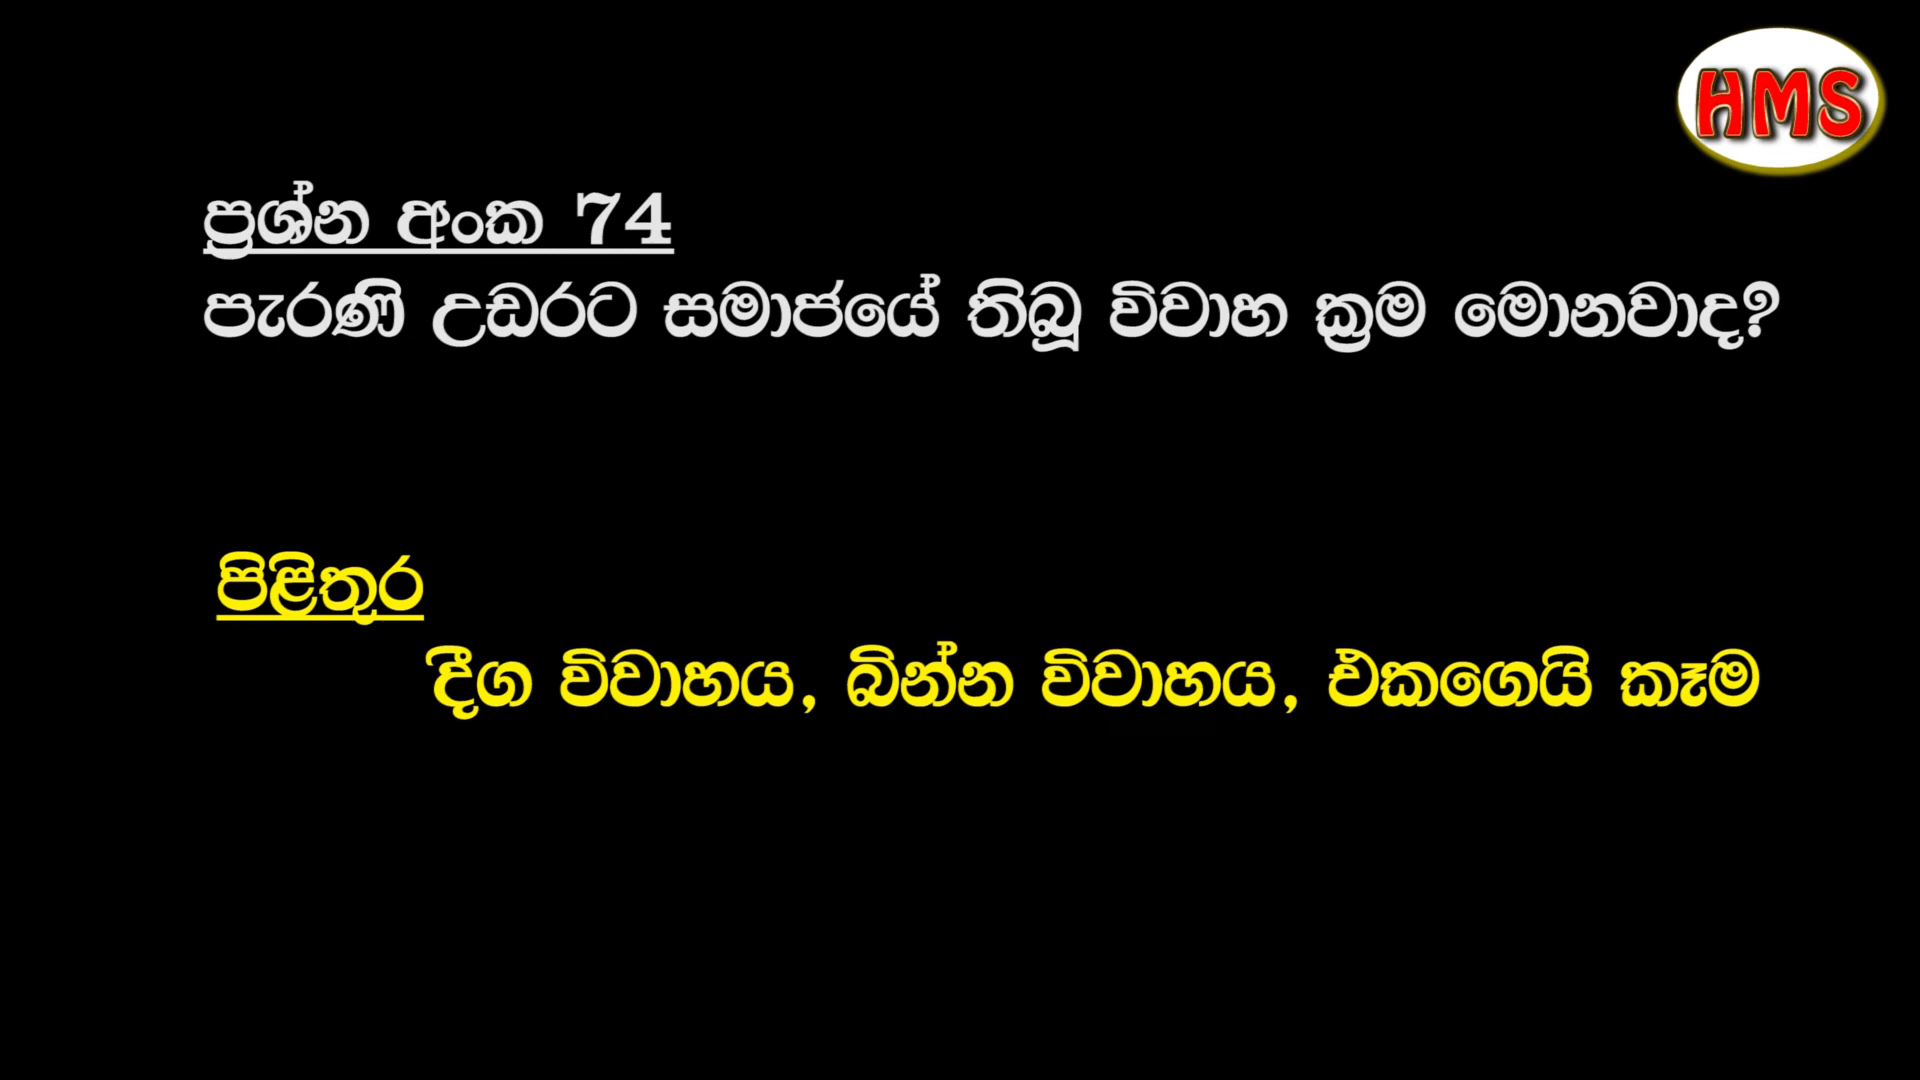 HMS
ප්‍රශ්න අංක 74
පැරණි උඩරට සමාජයේ තිබූ විවාහ ක්‍රම මොනවාද?
පිළිතුර
දීග විවාහය, බින්න විවාහය, එකගෙයි කෑම